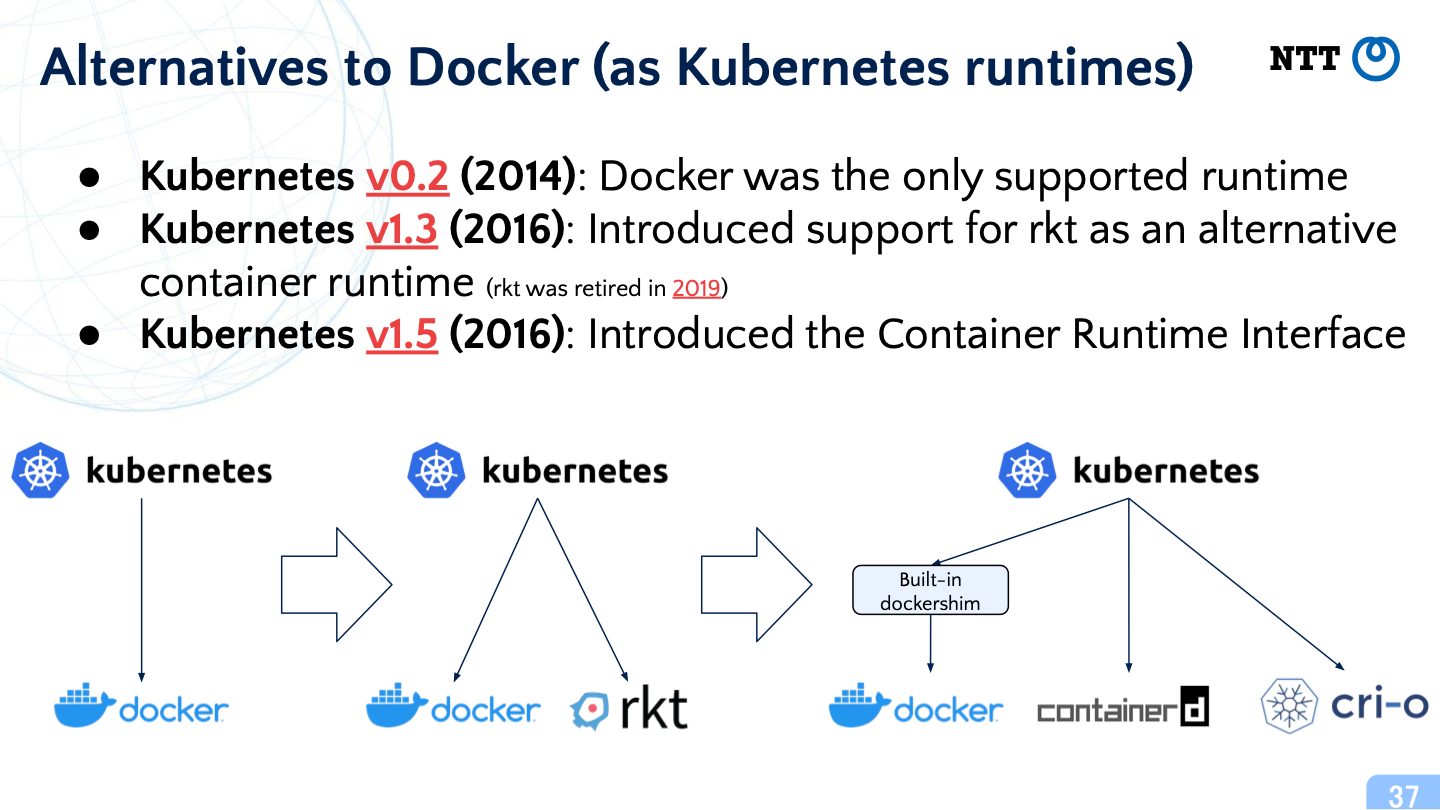 Alternatives to Docker (as Kubernetes runtimes)
NTT
● Kubernetes v0.2 (2014): Docker was the only supported runtime
● Kubernetes v1.3 (2016): Introduced support for rkt as an alternative
container runtime (rkt was retired in 2019)
● Kubernetes v1.5 (2016): Introduced the Container Runtime Interface
kubernetes
kubernetes
kubernetes
Built-in
dockershim
docker
docker
rkt
docker
containerd
cri-o
37